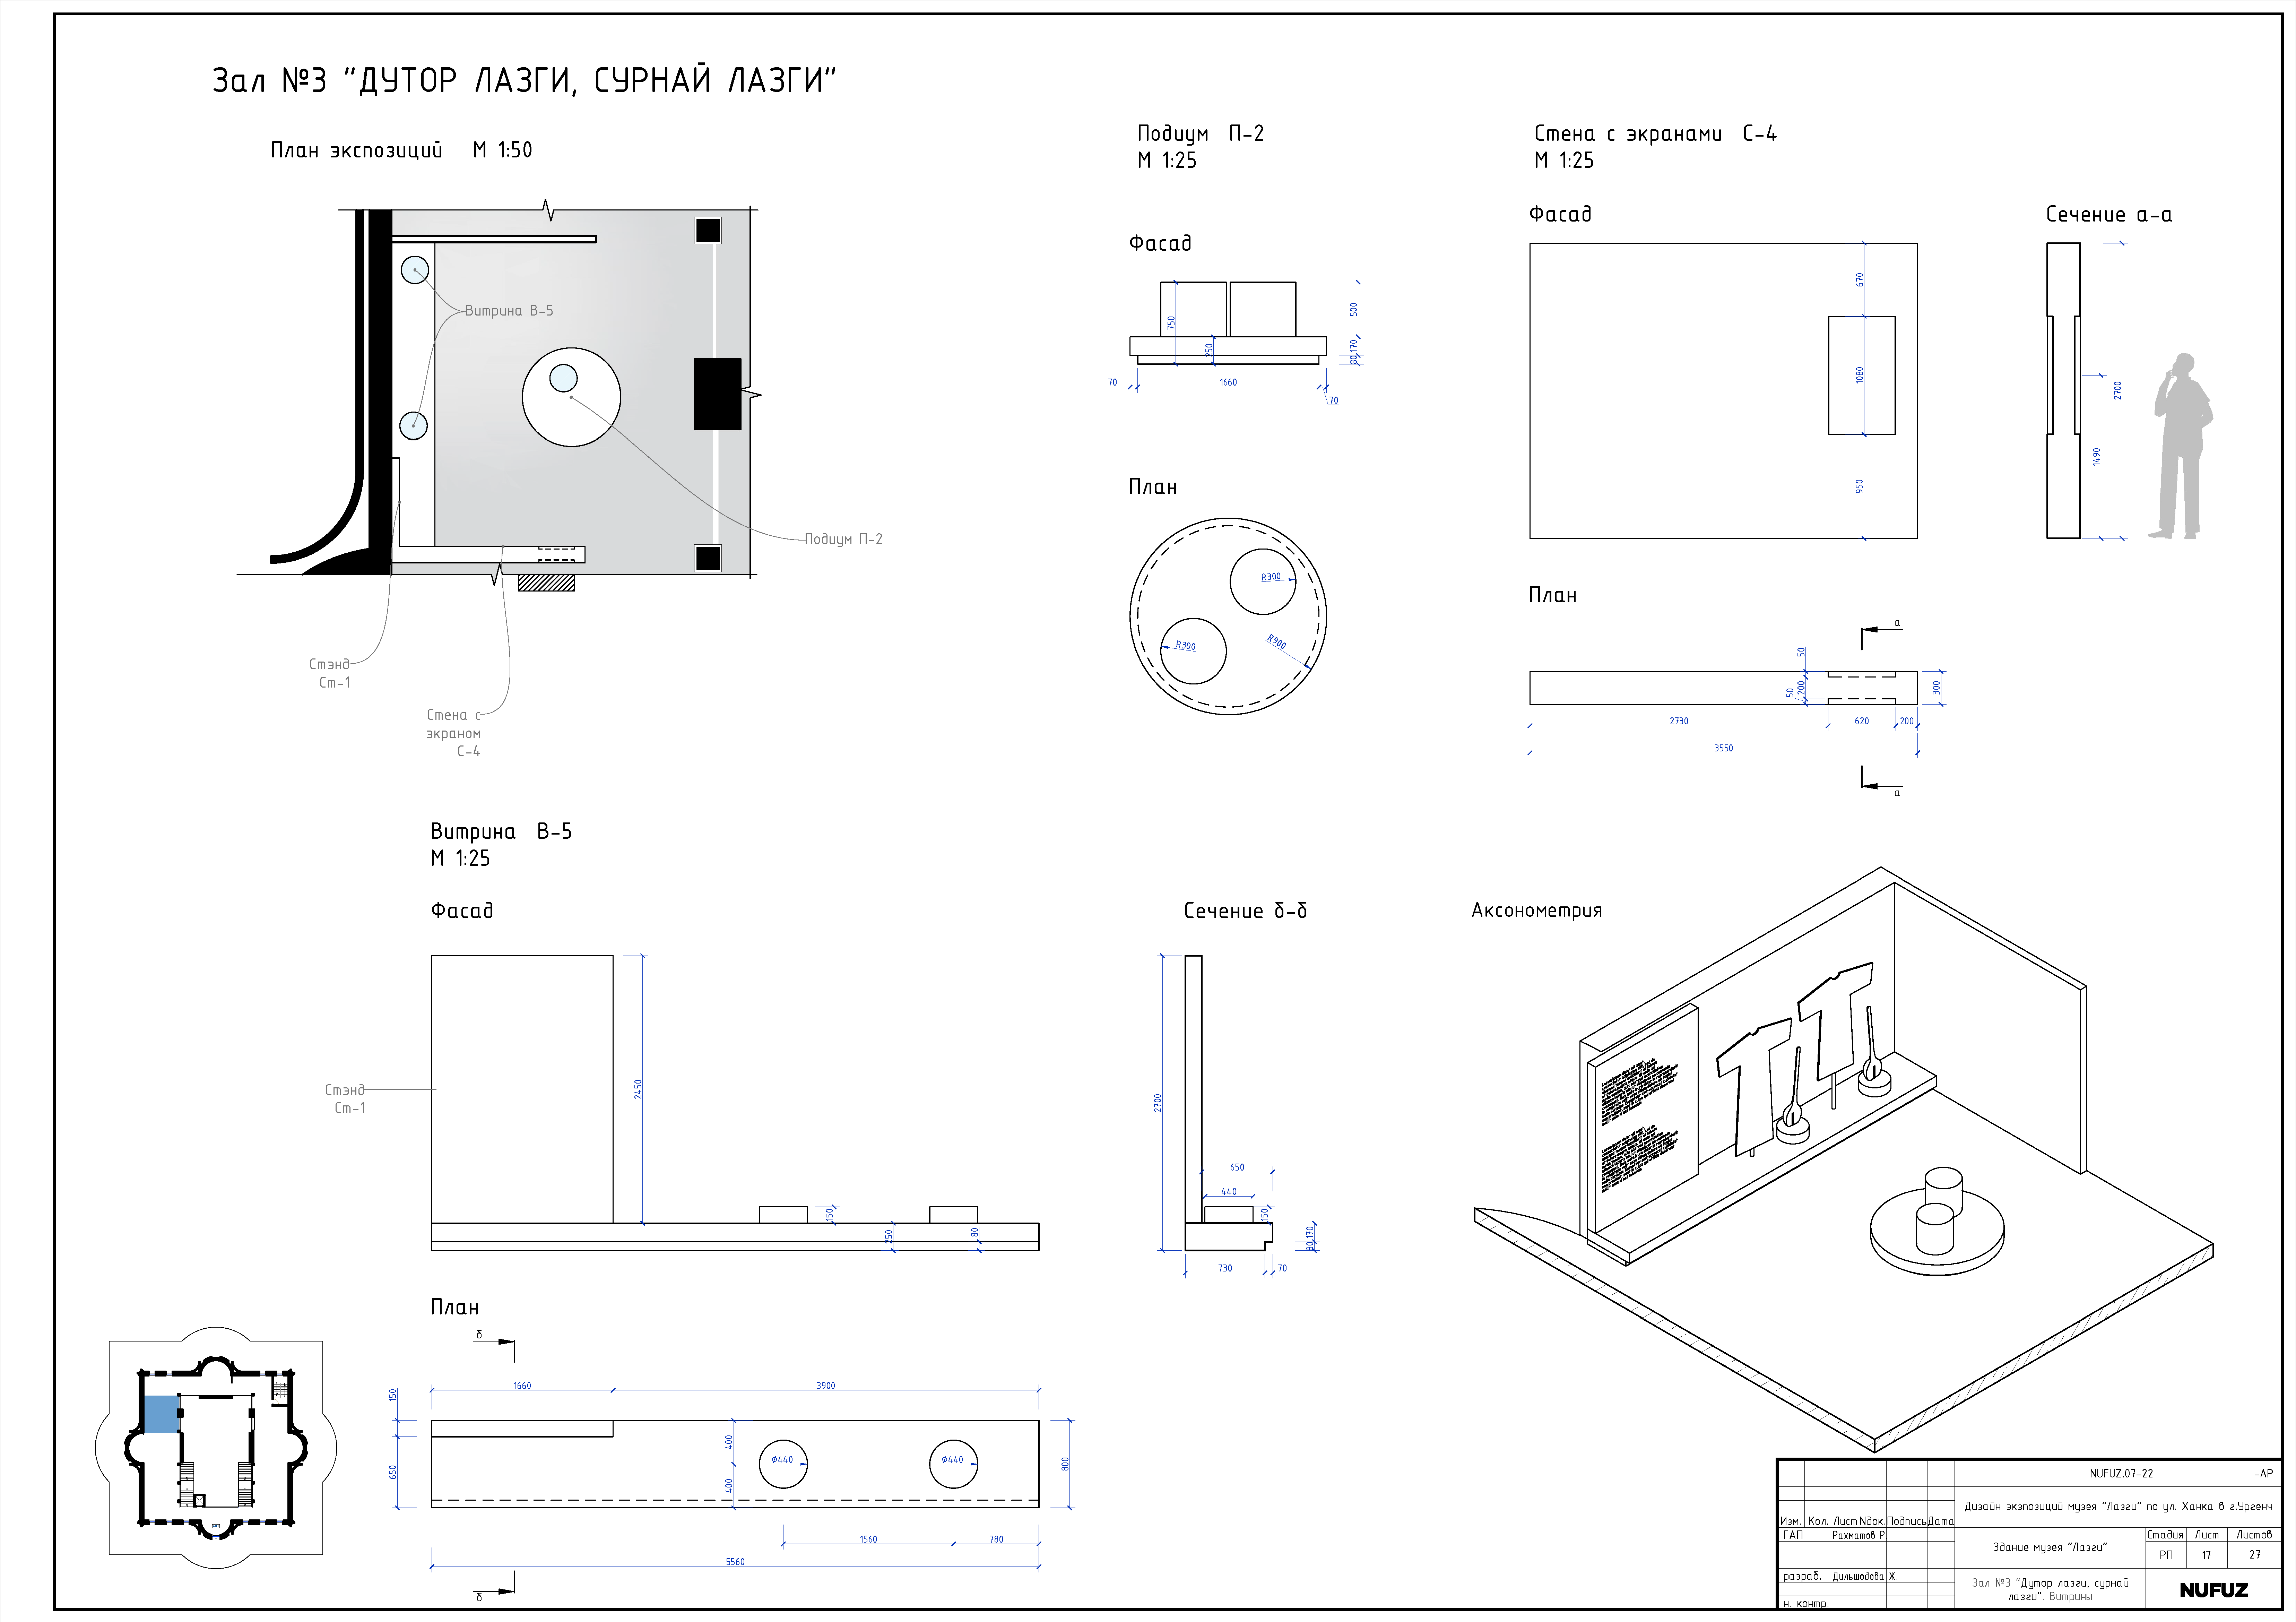 Зал №3 "ДУТОР ЛАЗГИ, СУРНАЙ ЛАЗГИ"
План экспозиций М 1:50
Витрина В-5
Подиум П-2
Стэнд
Ст-1
Стена с
экраном
С-4
Подиум П-2
М 1:25
Фасад
750
350
500
170
80
70
1660
70
План
R300
R300
R900
Стена с экранами С-4
М 1:25
Фасад
670
1080
950
Сечение а-а
2700
1490
План
а
50
200
50
300
2730
620
200
3550
а
Витрина В-5
М 1:25
Фасад
Стэнд
Ст-1
2450
150
250
80
Сечение б-б
2700
650
440
150
170
80
730
70
План
б
1660
3900
150
650
400
400
Ø440
Ø440
800
1560
780
5560
б
Аксонометрия
NUFUZ.07-22 -АР
Дизайн экзпозиций музея "Лазги" по ул. Ханка в г.Ургенч
Изм. Кол. Лист Nдок. Подпись Дата
ГАП Рахматов Р.
Здание музея "Лазги"
Стадия Лист Листов
РП 17 27
разраб. Дильшодова Ж.
Зал №3 "Дутор лазги, сурнай
лазги". Витрины
NUFUZ
н. контр.